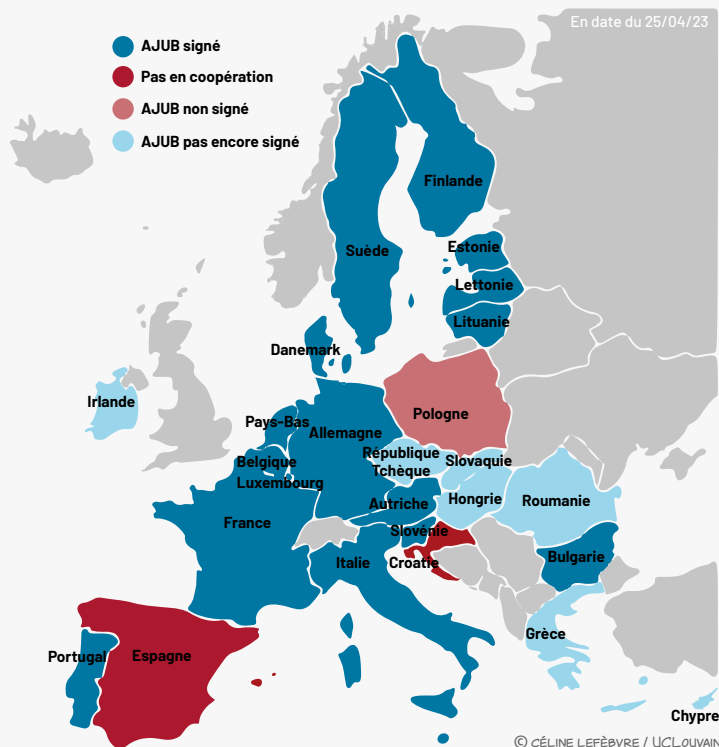 En date du 25/04/23
AJUB signé
Pas en coopération
AJUB non signé
AJUB pas encore signé
Finlande
Suède
Estonie
Lettonie
Lituanie
Danemark
Irlande
Pays-Bas
Pologne
Allemagne
Belgique
République
Tchèque
Slovaquie
Luxembourg
Hongrie
Roumanie
Autriche
France
Slovénie
Italie
Croatie
Bulgarie
Grèce
Portugal
Espagne
Chypre
© CÉLINE LEFÈBVRE / UCLOUVAIN